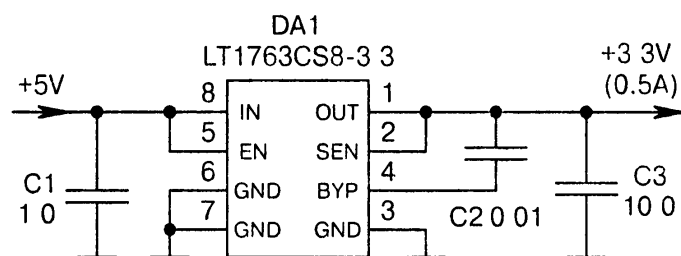 DA1
LT1763CS8-3 3
+5V
+3 3V
(0.5A)
8 IN OUT 1
5 EN SEN 2
6 GND BYP 4
7 GND GND 3
C1
1 0
C2 0 01
C3
10 0